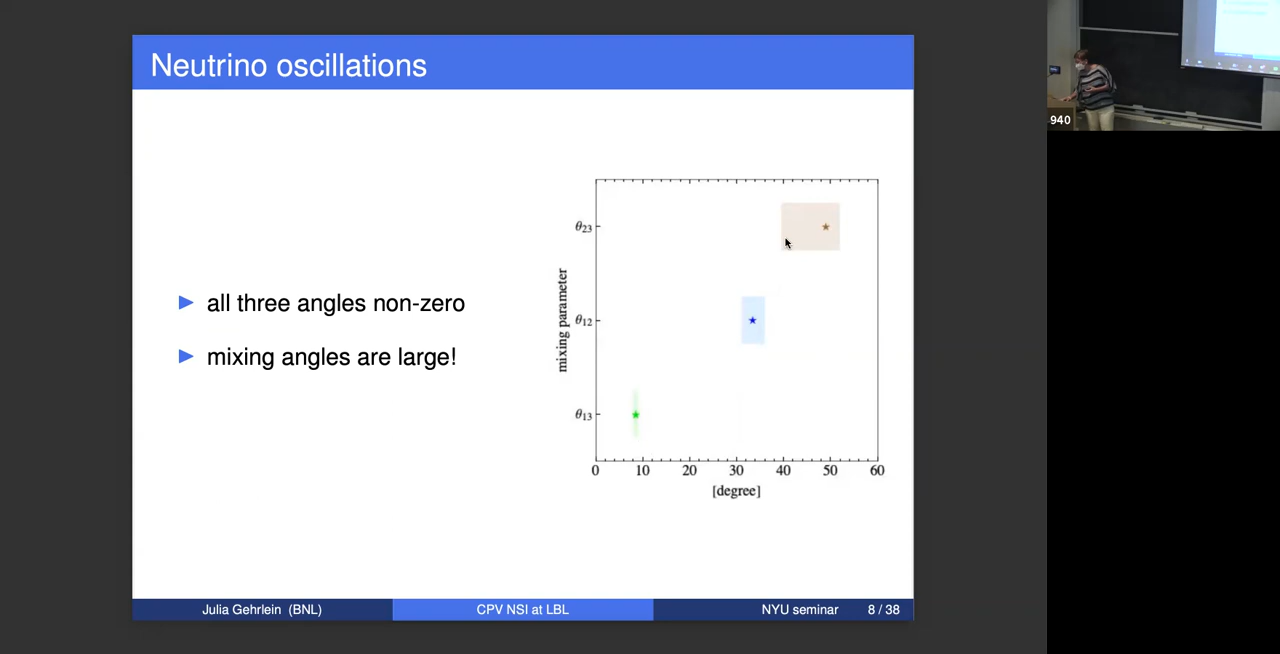 Neutrino oscillations
all three angles non-zero
mixing angles are large!
mixing parameter
θ23
θ12
θ13
0 10 20 30 40 50 60
[degree]
Julia Gehrlein (BNL) CPV NSI at LBL NYU seminar 8 / 38
940